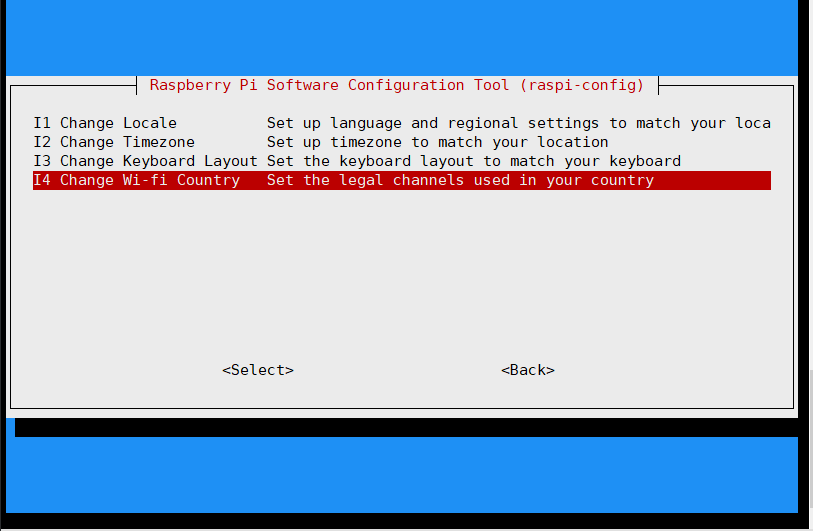 Raspberry Pi Software Configuration Tool (raspi-config)
I1 Change Locale Set up language and regional settings to match your loca
I2 Change Timezone Set up timezone to match your location
I3 Change Keyboard Layout Set the keyboard layout to match your keyboard
I4 Change Wi-fi Country Set the legal channels used in your country
<Select> <Back>